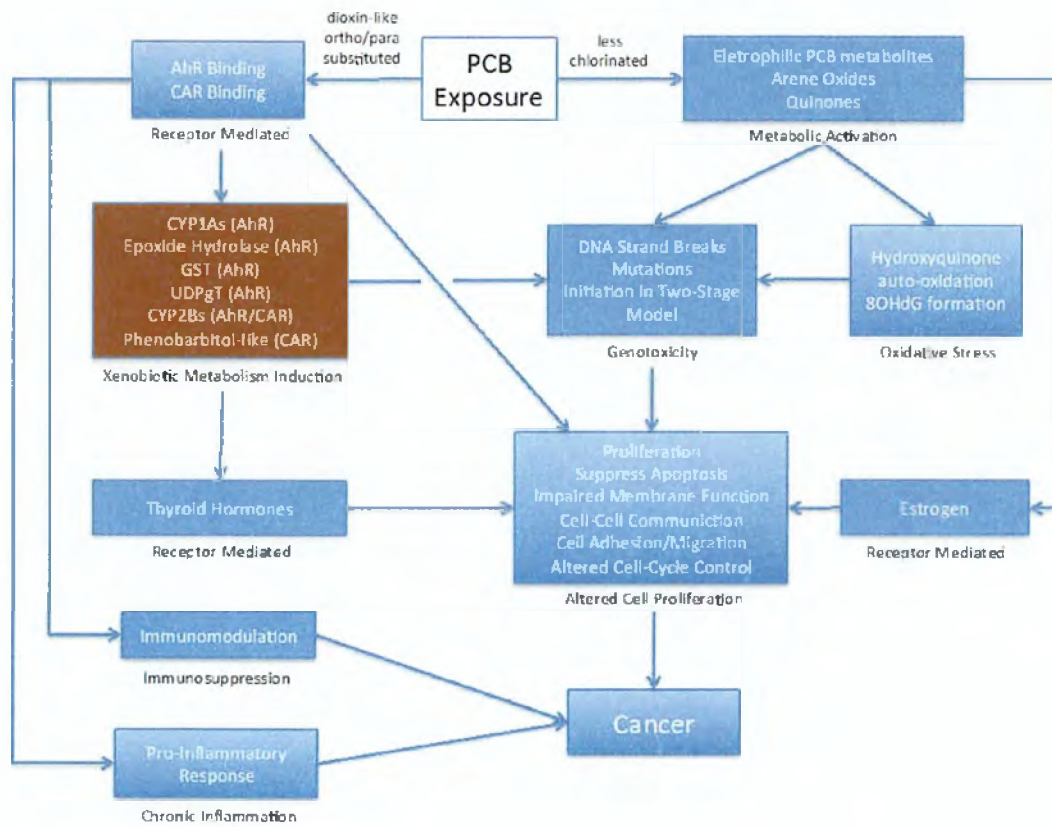 dioxin-like
ortho/para
substituted
PCB
Exposure
less
chlorinated
AhR Binding
CAR Binding
Receptor Mediated
Eletrophilic PCB metabolites
Arene Oxides
Quinones
Metabolic Activation
CYP1As (AhR)
Epoxide Hydrolase (AhR)
GST (AhR)
UDPgT (AhR)
CYP2Bs (AhR/CAR)
Phenobarbitol-like (CAR)
Xenobiotic Metabolism Induction
DNA Strand Breaks
Mutations
Initiation In Two-Stage
Model
Genotoxicity
Hydroxyquinone
auto-oxidation
8OHdG formation
Oxidative Stress
Thyroid Hormones
Receptor Mediated
Proliferation
Suppress Apoptosis
Impaired Membrane Function
Cell-Cell Communiction
Cell Adhesion/Migration
Altered Cell-Cycle Control
Altered Cell Proliferation
Estrogen
Receptor Mediated
Immunomodulation
Immunosuppression
Pro-Inflammatory
Response
Chronic Inflammation
Cancer